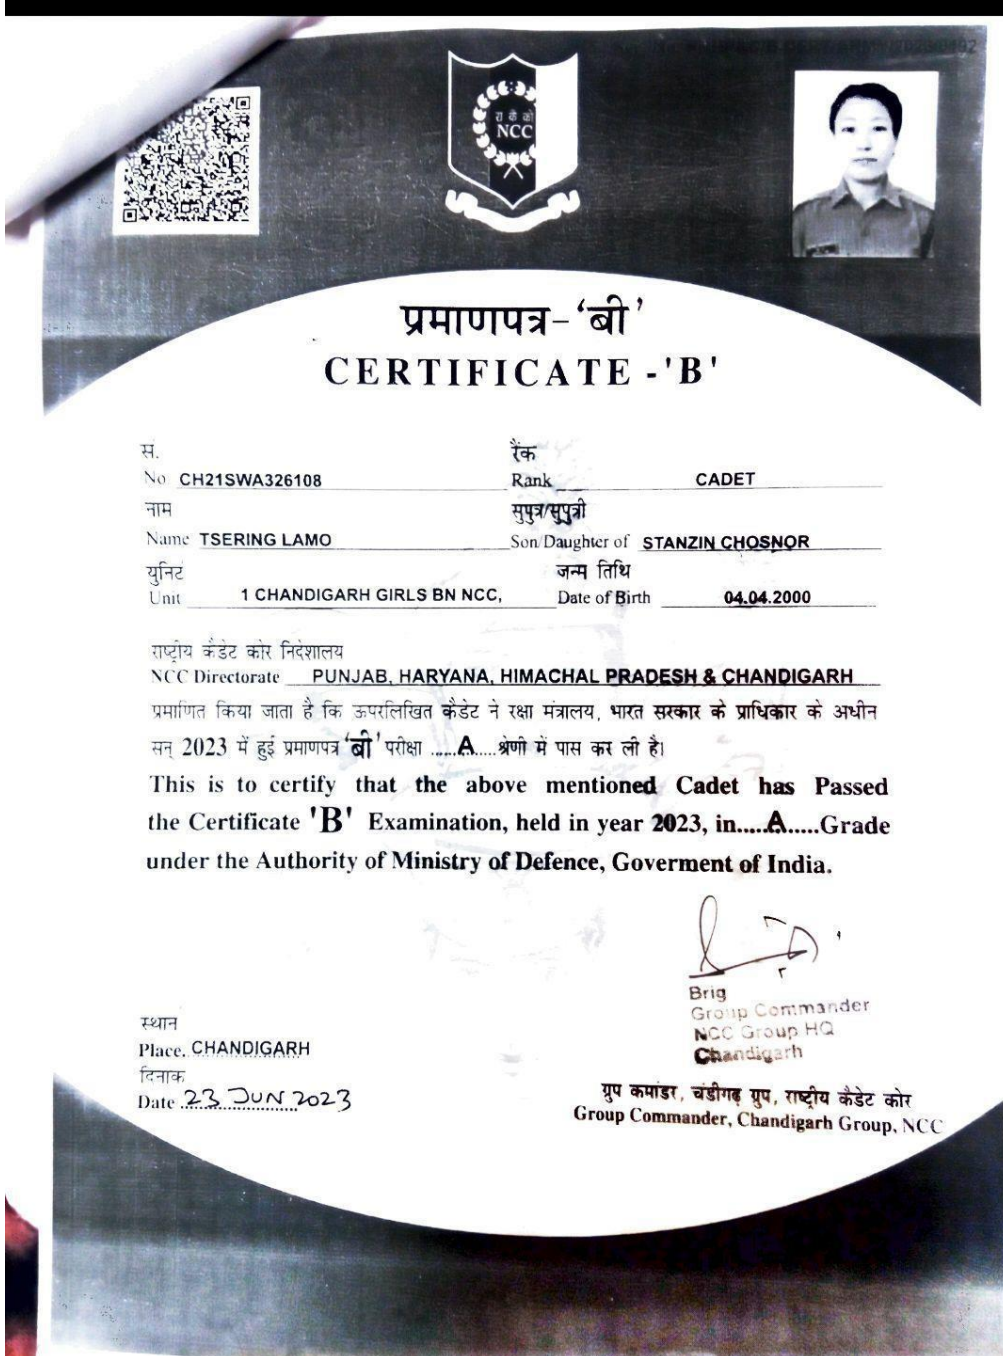 रा कै को
NCC
प्रमाणपत्र-‘बी’
CERTIFICATE -'B'
सं.
No CH21SWA326108
रैंक
Rank CADET
नाम
Name TSERING LAMO
सुपुत्र/सुपुत्री
Son/Daughter of STANZIN CHOSNOR
युनिट
Unit 1 CHANDIGARH GIRLS BN NCC,
जन्म तिथि
Date of Birth 04.04.2000
राष्ट्रीय कैडेट कोर निदेशालय
NCC Directorate PUNJAB, HARYANA, HIMACHAL PRADESH & CHANDIGARH
प्रमाणित किया जाता है कि ऊपरलिखित कैडेट ने रक्षा मंत्रालय, भारत सरकार के प्राधिकार के अधीन
सन् 2023 में हुई प्रमाणपत्र ‘बी’ परीक्षा .....A.....श्रेणी में पास कर ली है।
This is to certify that the above mentioned Cadet has Passed
the Certificate 'B' Examination, held in year 2023, in.....A.....Grade
under the Authority of Ministry of Defence, Goverment of India.
Brig
Group Commander
NCC Group HQ
Chandigarh
स्थान
Place. CHANDIGARH
दिनाक
Date 23 JUN 2023
ग्रुप कमांडर, चंडीगढ़ ग्रुप, राष्ट्रीय कैडेट कोर
Group Commander, Chandigarh Group, NCC